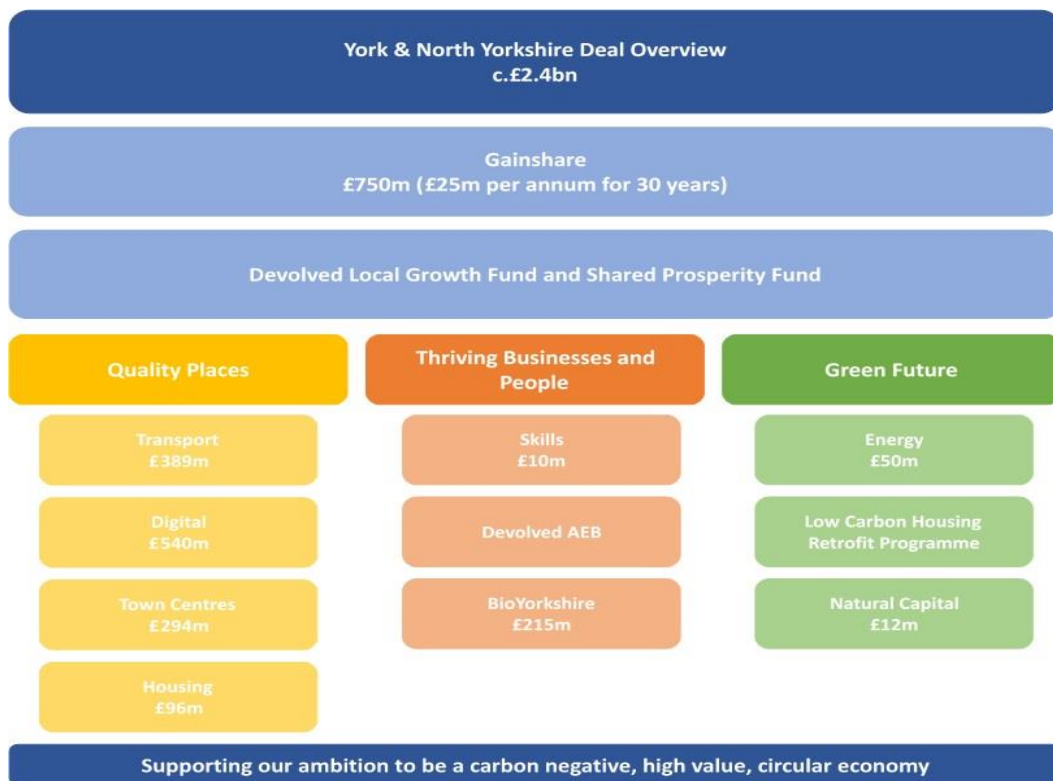 York & North Yorkshire Deal Overview
c.£2.4bn
Gainshare
£750m (£25m per annum for 30 years)
Devolved Local Growth Fund and Shared Prosperity Fund
Quality Places
Transport
£389m
Digital
£540m
Town Centres
£294m
Housing
£96m
Thriving Businesses and
People
Skills
£10m
Devolved AEB
BioYorkshire
£215m
Green Future
Energy
£50m
Low Carbon Housing
Retrofit Programme
Natural Capital
£12m
Supporting our ambition to be a carbon negative, high value, circular economy